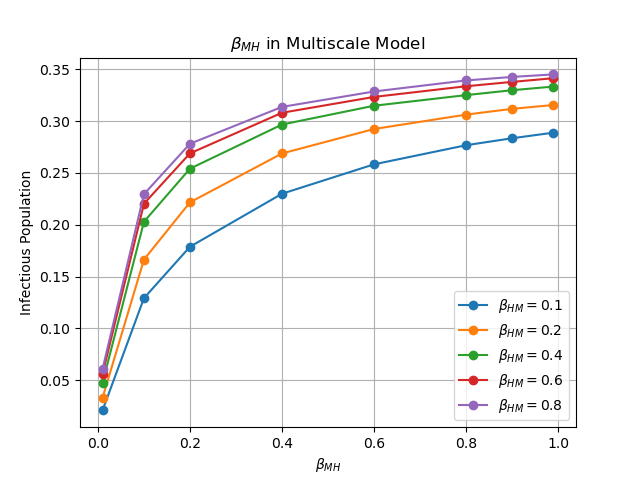 β_MH in Multiscale Model
Infectious Population
0.35
0.30
0.25
0.20
0.15
0.10
0.05
0.0 0.2 0.4 0.6 0.8 1.0
β_MH
β_HM = 0.1
β_HM = 0.2
β_HM = 0.4
β_HM = 0.6
β_HM = 0.8